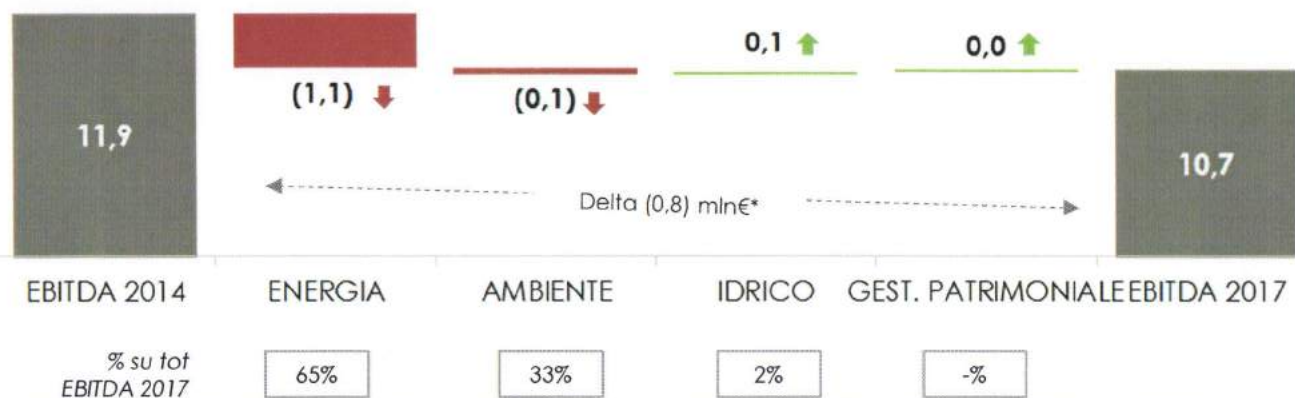 0,1
0,0
(1,1)
(0,1)
11,9
10,7
Delta (0,8) mln€*
EBITDA 2014
ENERGIA
AMBIENTE
IDRICO
GEST. PATRIMONIALE
EBITDA 2017
% su tot
EBITDA 2017
65%
33%
2%
-%